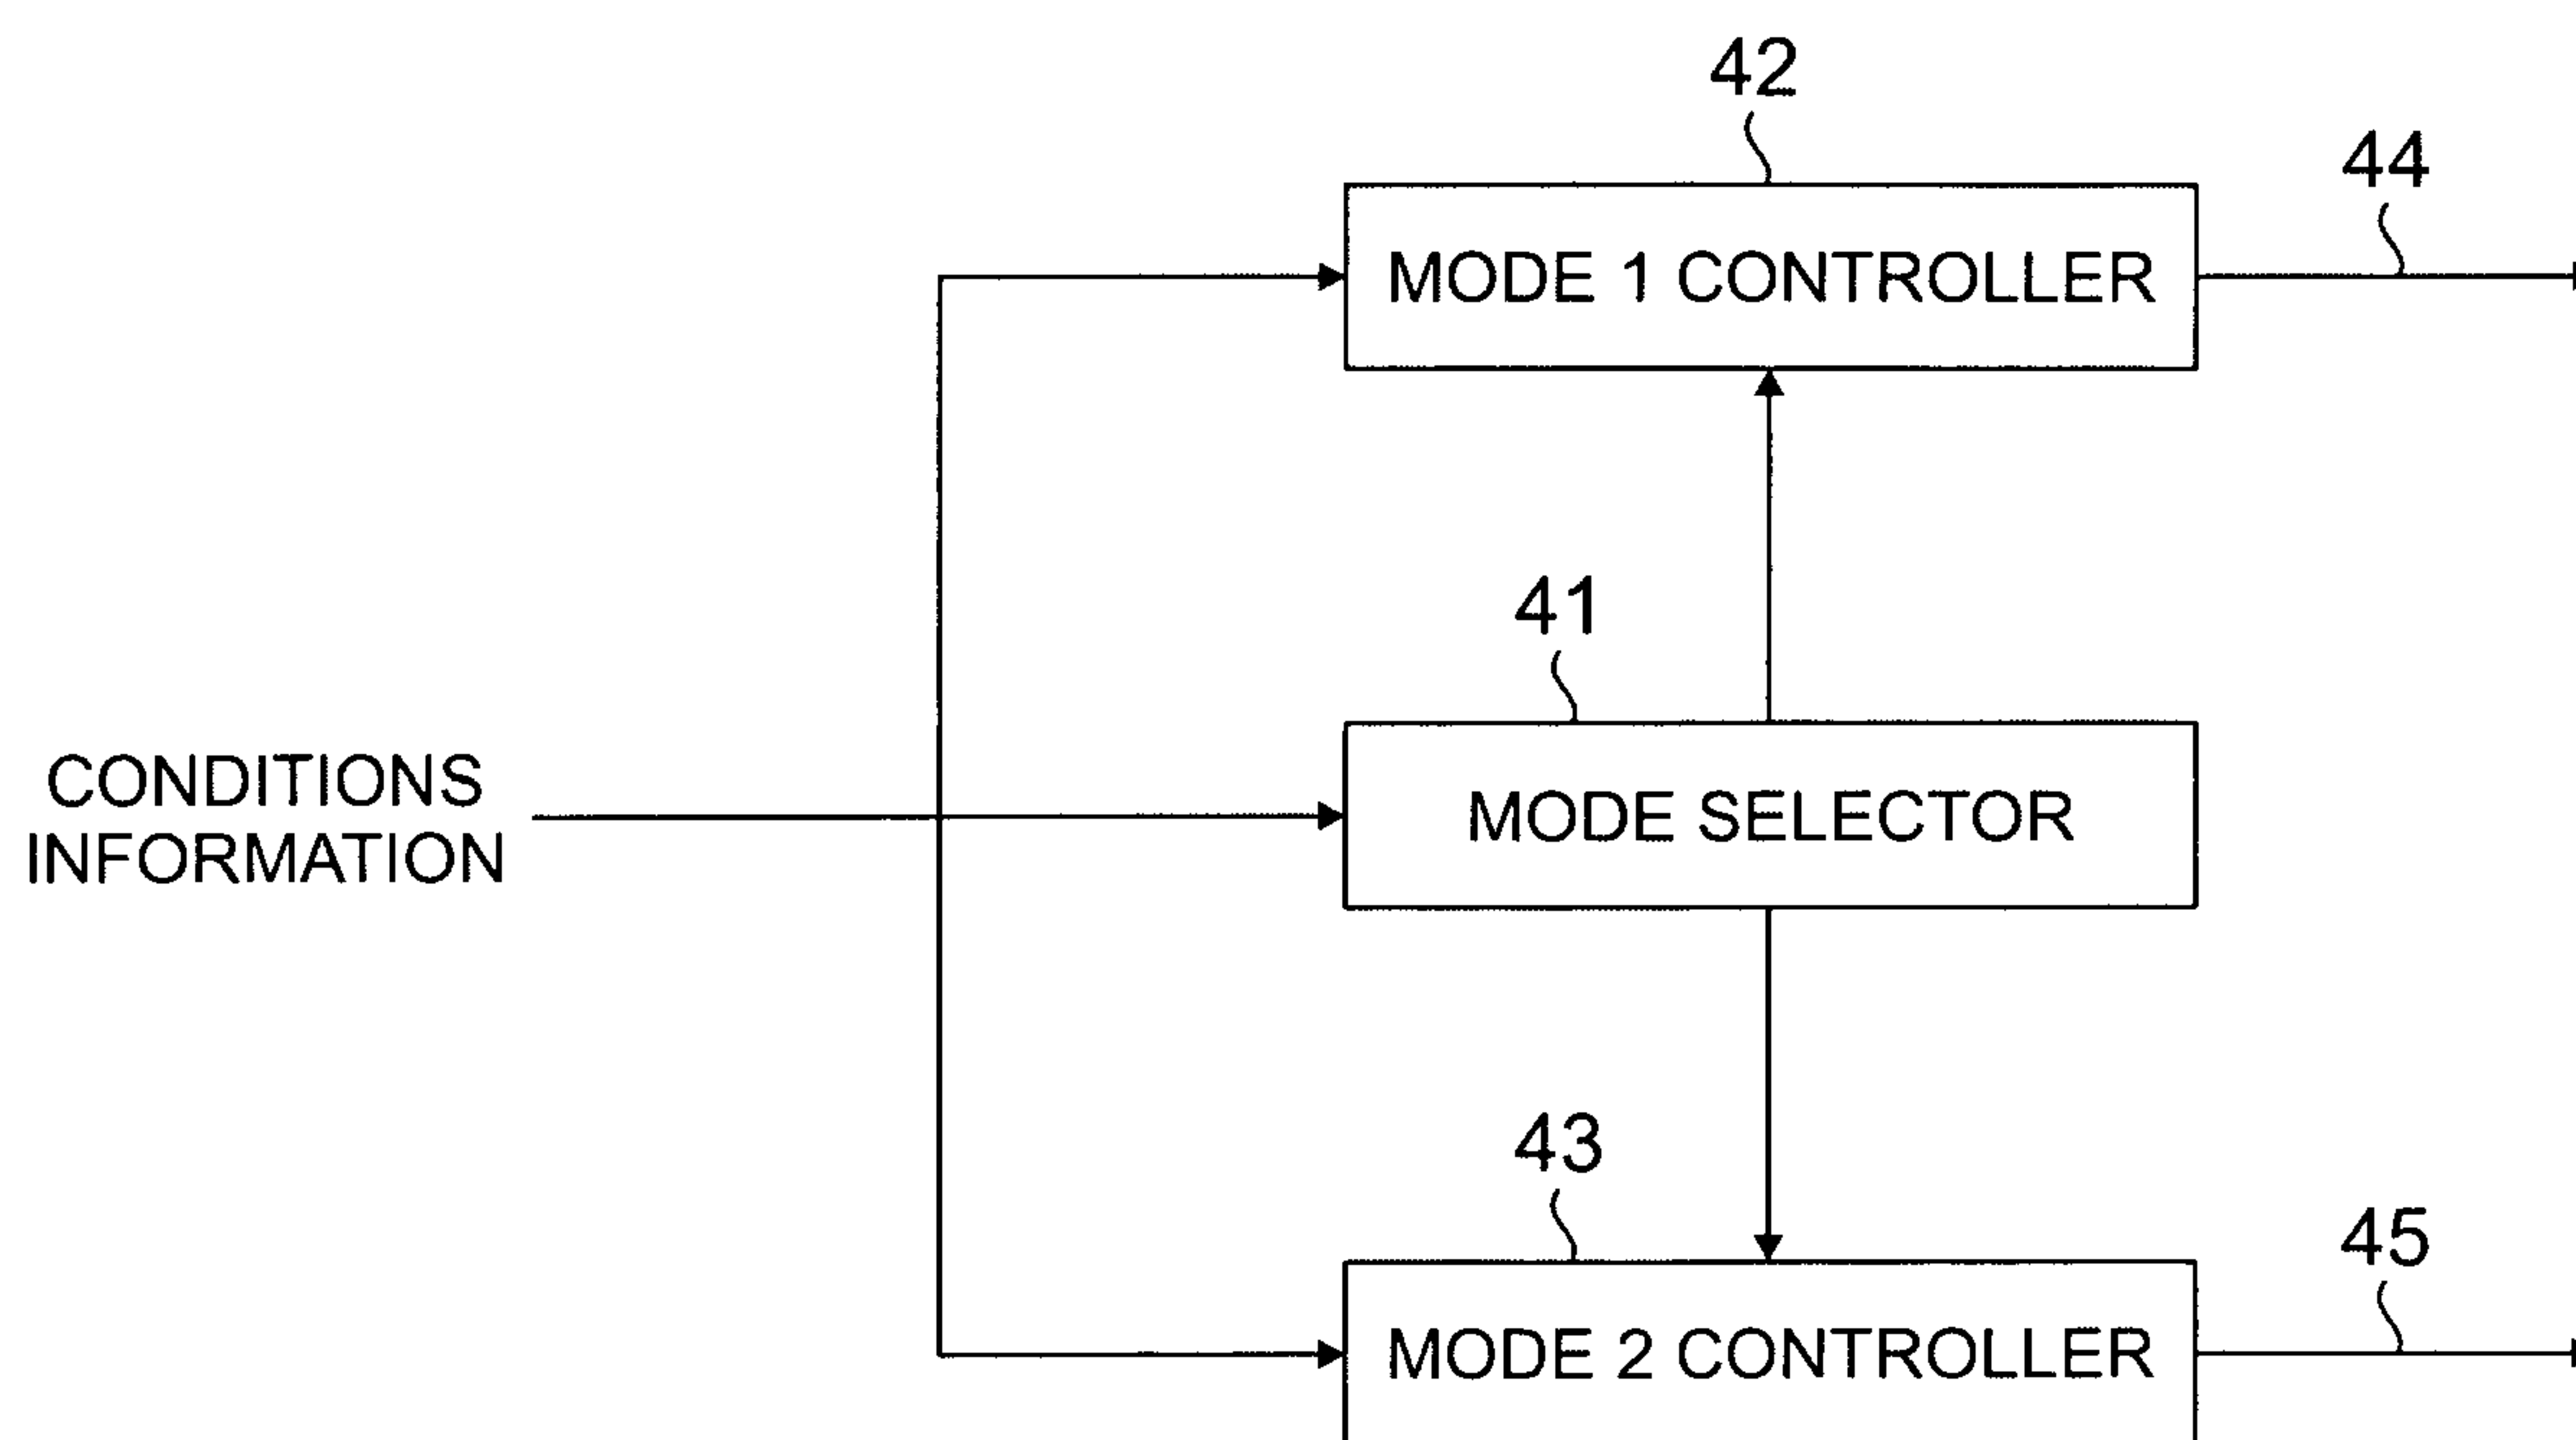 42
44
MODE 1 CONTROLLER
41
CONDITIONS
INFORMATION
MODE SELECTOR
43
45
MODE 2 CONTROLLER